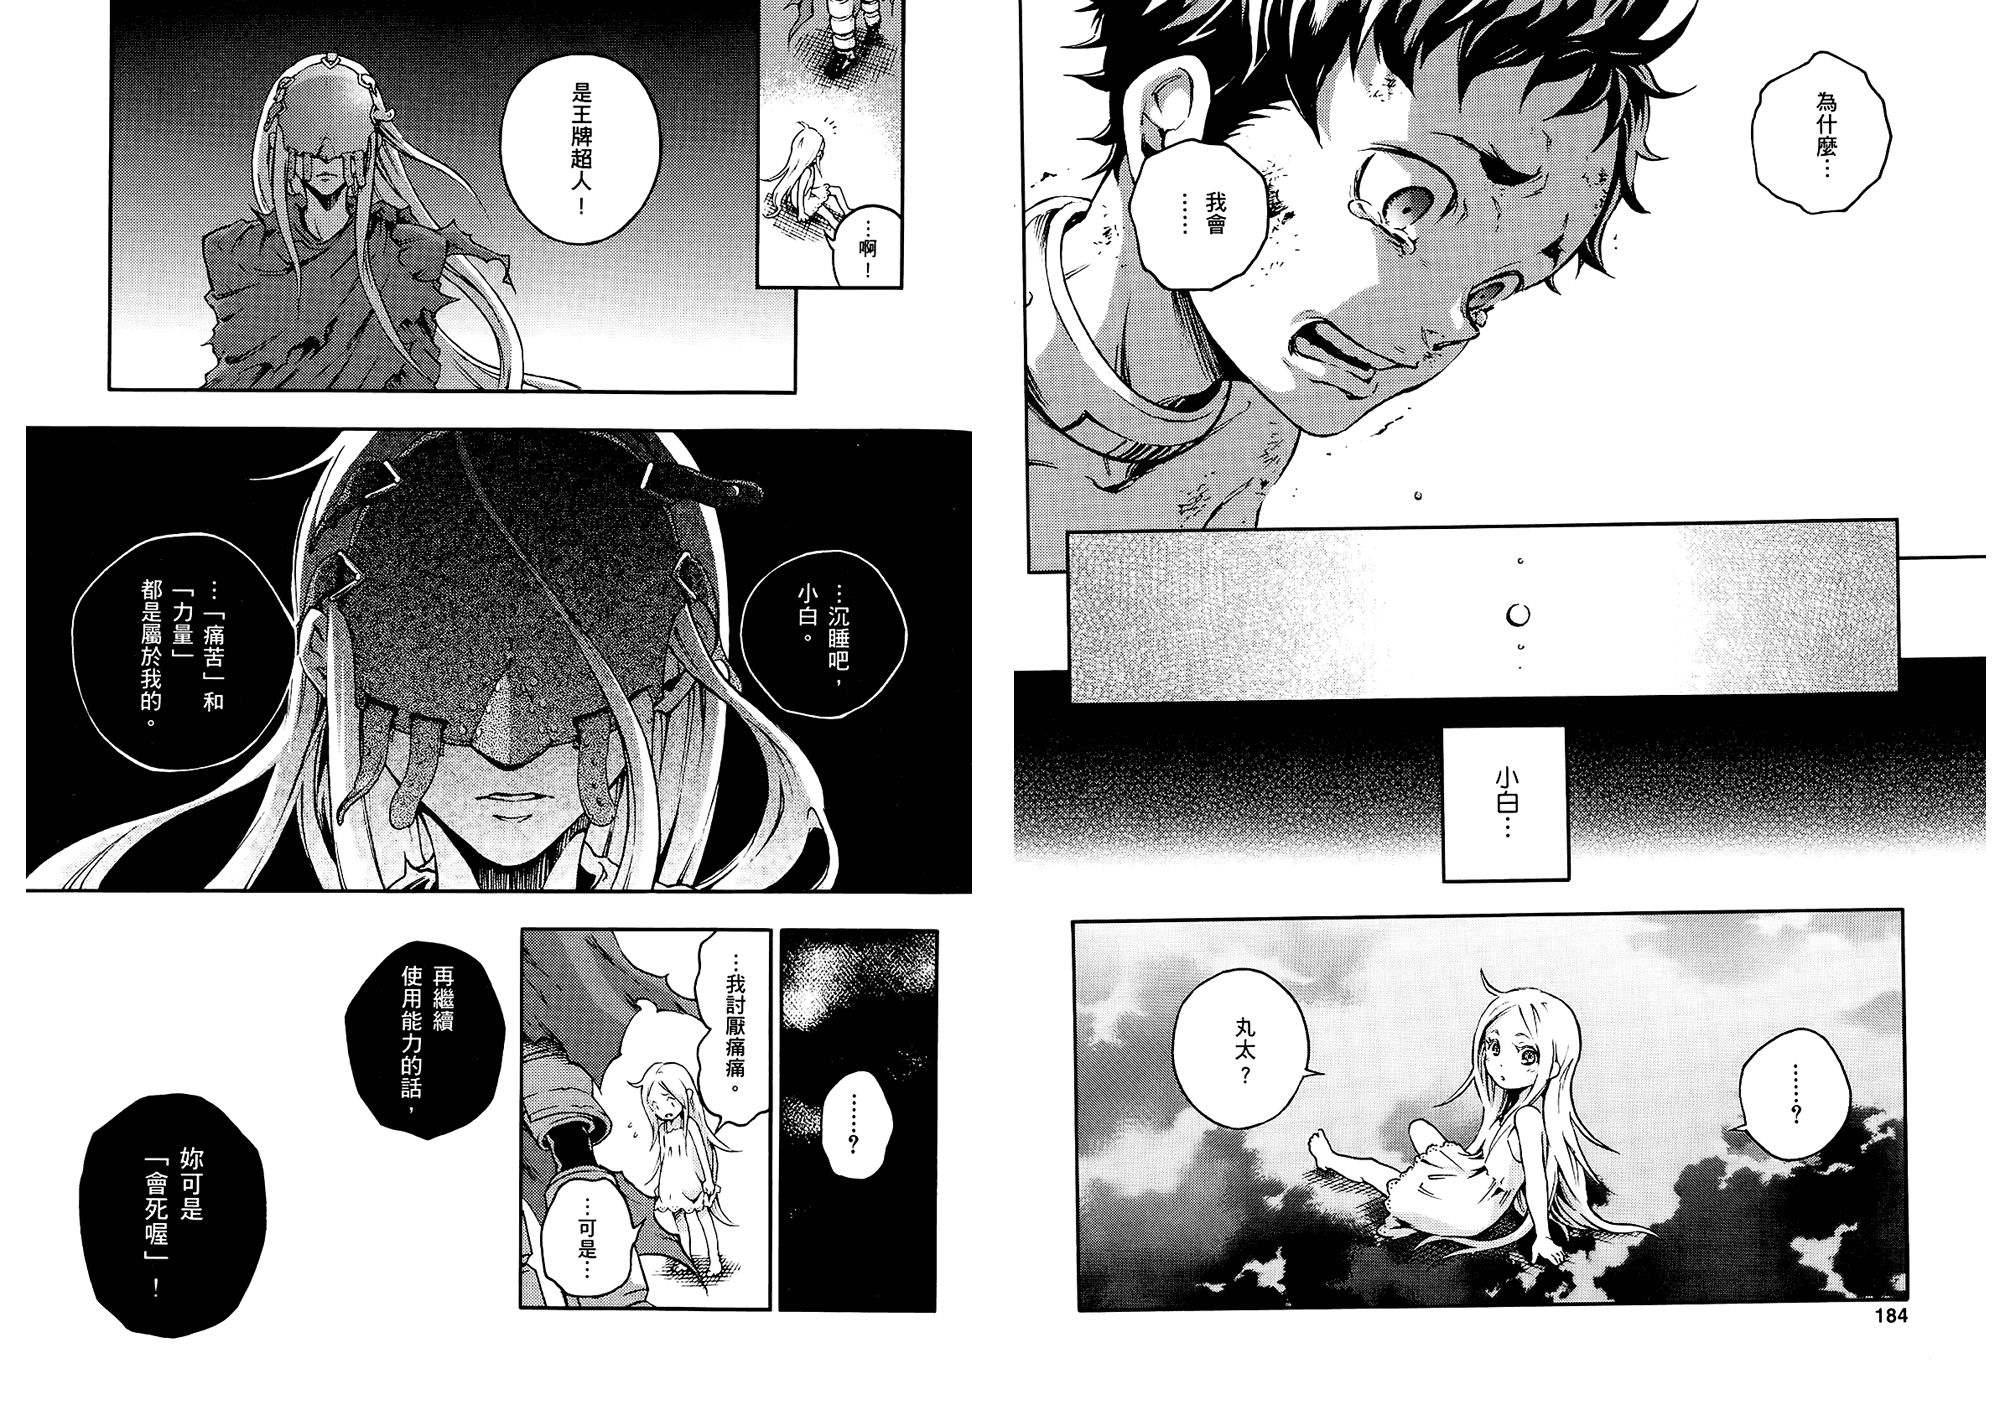 為什麼…
我會
……
小白…
……?
丸太?
184
…啊!
是王牌超人!
…沉睡吧,
小白。
…「痛苦」和
「力量」
都是屬於我的。
……?
…我討厭痛痛。
…可是…
再繼續
使用能力的話,
妳可是
「會死喔」!